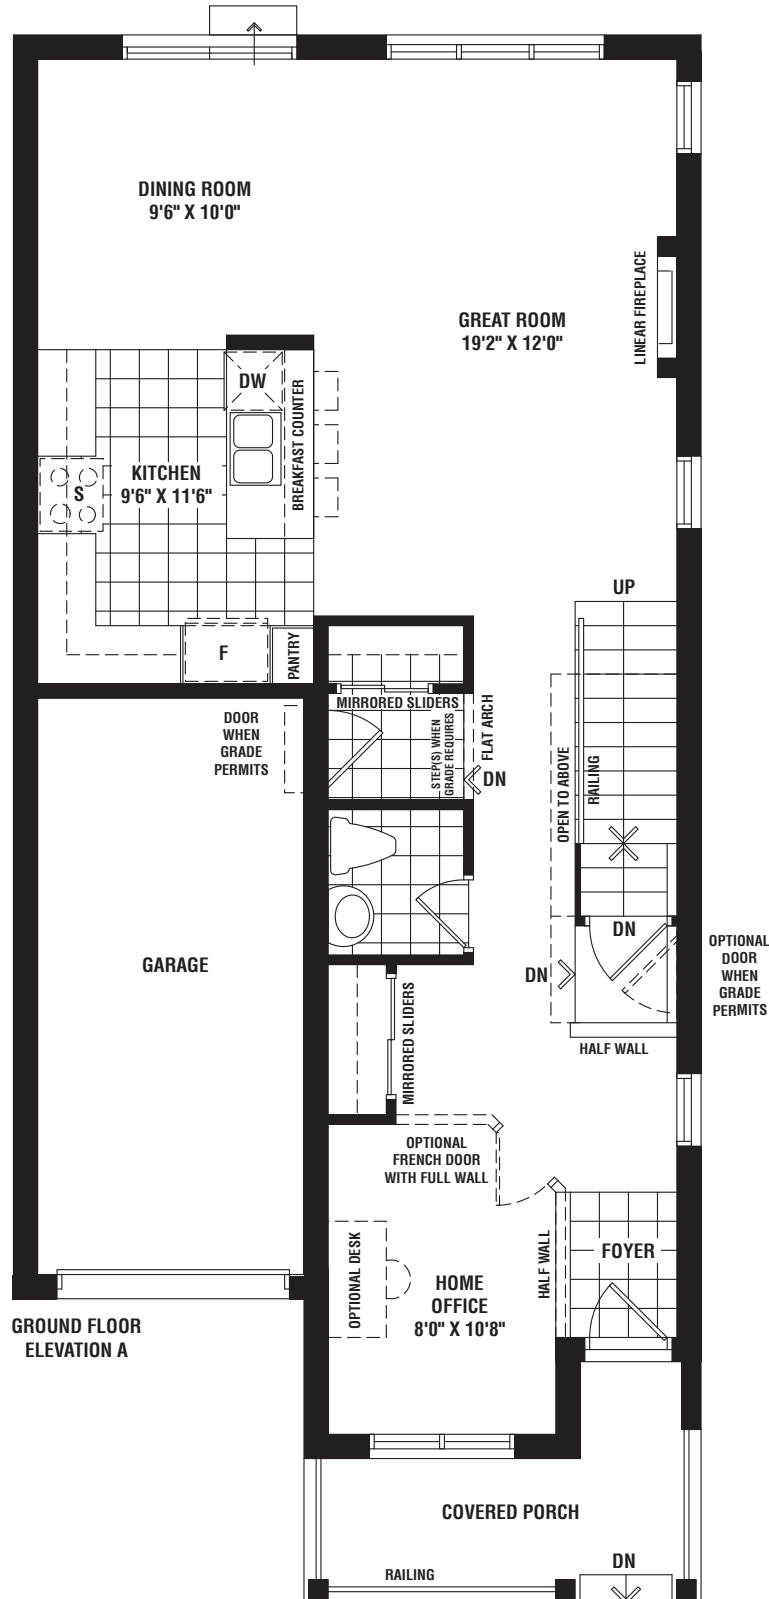 DINING ROOM
9'6" X 10'0"
GREAT ROOM
19'2" X 12'0"
LINEAR FIREPLACE
DW
BREAKFAST COUNTER
KITCHEN
9'6" X 11'6"
S
F
PANTRY
UP
MIRRORED SLIDERS
DOOR
WHEN
GRADE
PERMITS
STEP(S) WHEN
GRADE REQUIRES
FLAT ARCH
DN
OPEN TO ABOVE
RAILING
GARAGE
DN
DN
OPTIONAL
DOOR
WHEN
GRADE
PERMITS
MIRRORED SLIDERS
HALF WALL
OPTIONAL
FRENCH DOOR
WITH FULL WALL
HALF WALL
FOYER
OPTIONAL DESK
HOME
OFFICE
8'0" X 10'8"
GROUND FLOOR
ELEVATION A
COVERED PORCH
RAILING
DN